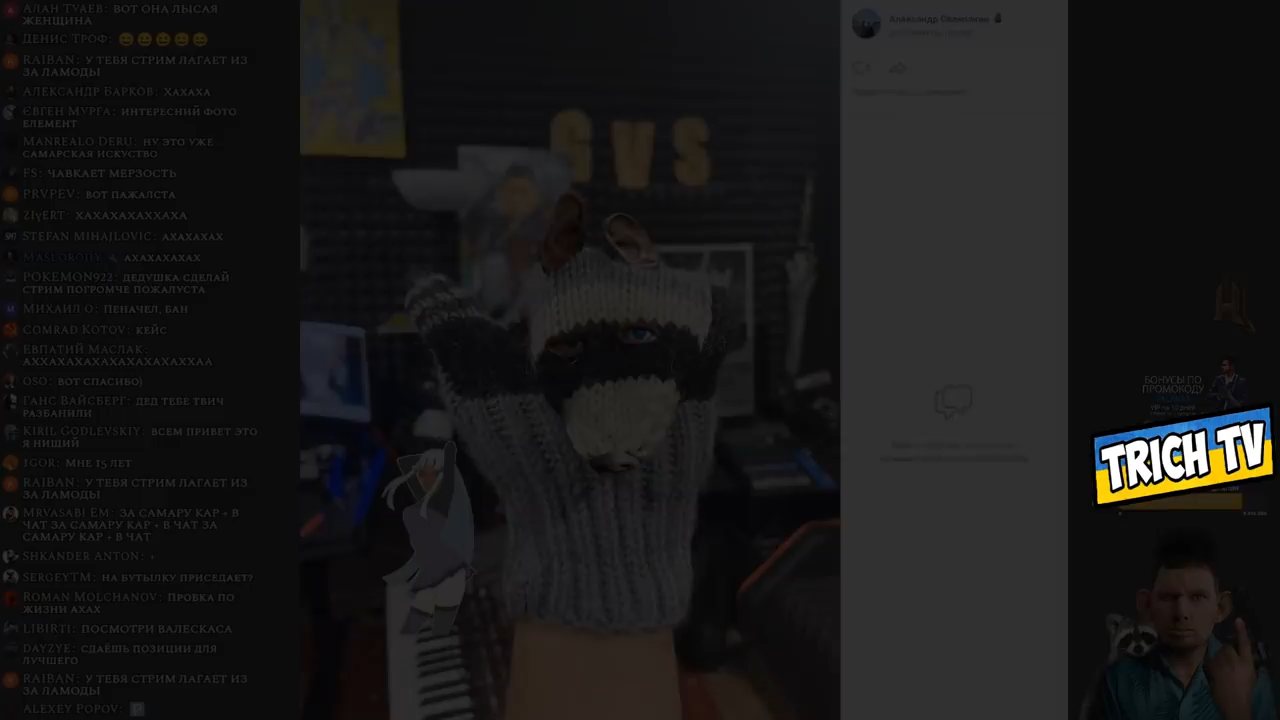 АЛАН ТУАЕВ: ВОТ ОНА ЛЫСАЯ
ЖЕНЩИНА
ДЕНИС ТРОФ:
RAIBAN: У ТЕБЯ СТРИМ ЛАГАЕТ ИЗ
ЗА ЛАМОДЫ
АЛЕКСАНДР БАРКОВ: ХАХАХА
ЄВГЕН МУРГА: ИНТЕРЕСНИЙ ФОТО
ЕЛЕМЕНТ
MANREALO DERU: НУ ЭТО УЖЕ
САМАРСКАЯ ИСКУСТВО
FS: ЧАВКАЕТ МЕРЗОСТЬ
PRVPEV: ВОТ ПАЖАЛСТА
ZIYERT: ХАХАХАХАХХАХА
STEFAN MIHAJLOVIC: АХАХАХАХ
АХАХАХАХАХ
POKEMON922: ДЕДУШКА СДЕЛАЙ
СТРИМ ПОГРОМЧЕ ПОЖАЛУСТА
МИХАИЛ О: ПЕНАЧЕЛ, БАН
COMRAD KOTOV: КЕЙС
ЕВПАТИЙ МАСЛАК:
АХХАХАХАХАХАХАХАХАХХАА
OSO: ВОТ СПАСИБО)
ГАНС ВАЙСБЕРГ: ДЕД ТЕБЕ ТВИЧ
РАЗБАНИЛИ
KIRIL GODLEVSKIY: ВСЕМ ПРИВЕТ ЭТО
Я НИЩИЙ
IGOR: МНЕ 15 ЛЕТ
RAIBAN: У ТЕБЯ СТРИМ ЛАГАЕТ ИЗ
ЗА ЛАМОДЫ
MRVASABI EM: ЗА САМАРУ КАР + В
ЧАТ ЗА САМАРУ КАР + В ЧАТ ЗА
САМАРУ КАР + В ЧАТ
SHKANDER ANTON: +
SERGEYTM: НА БУТЫЛКУ ПРИСЕДАЕТ?
ROMAN MOLCHANOV: ПРОБКА ПО
ЖИЗНИ АХАХ
LIBIRTI: ПОСМОТРИ ВАЛЕСКАСА
DAYZYE: СДАЁШЬ ПОЗИЦИИ ДЛЯ
ЛУЧШЕГО
RAIBAN: У ТЕБЯ СТРИМ ЛАГАЕТ ИЗ
ЗА ЛАМОДЫ
ALEXEY POPOV:
GVS
БОНУСЫ ПО
ПРОМОКОДУ
TRICH TV